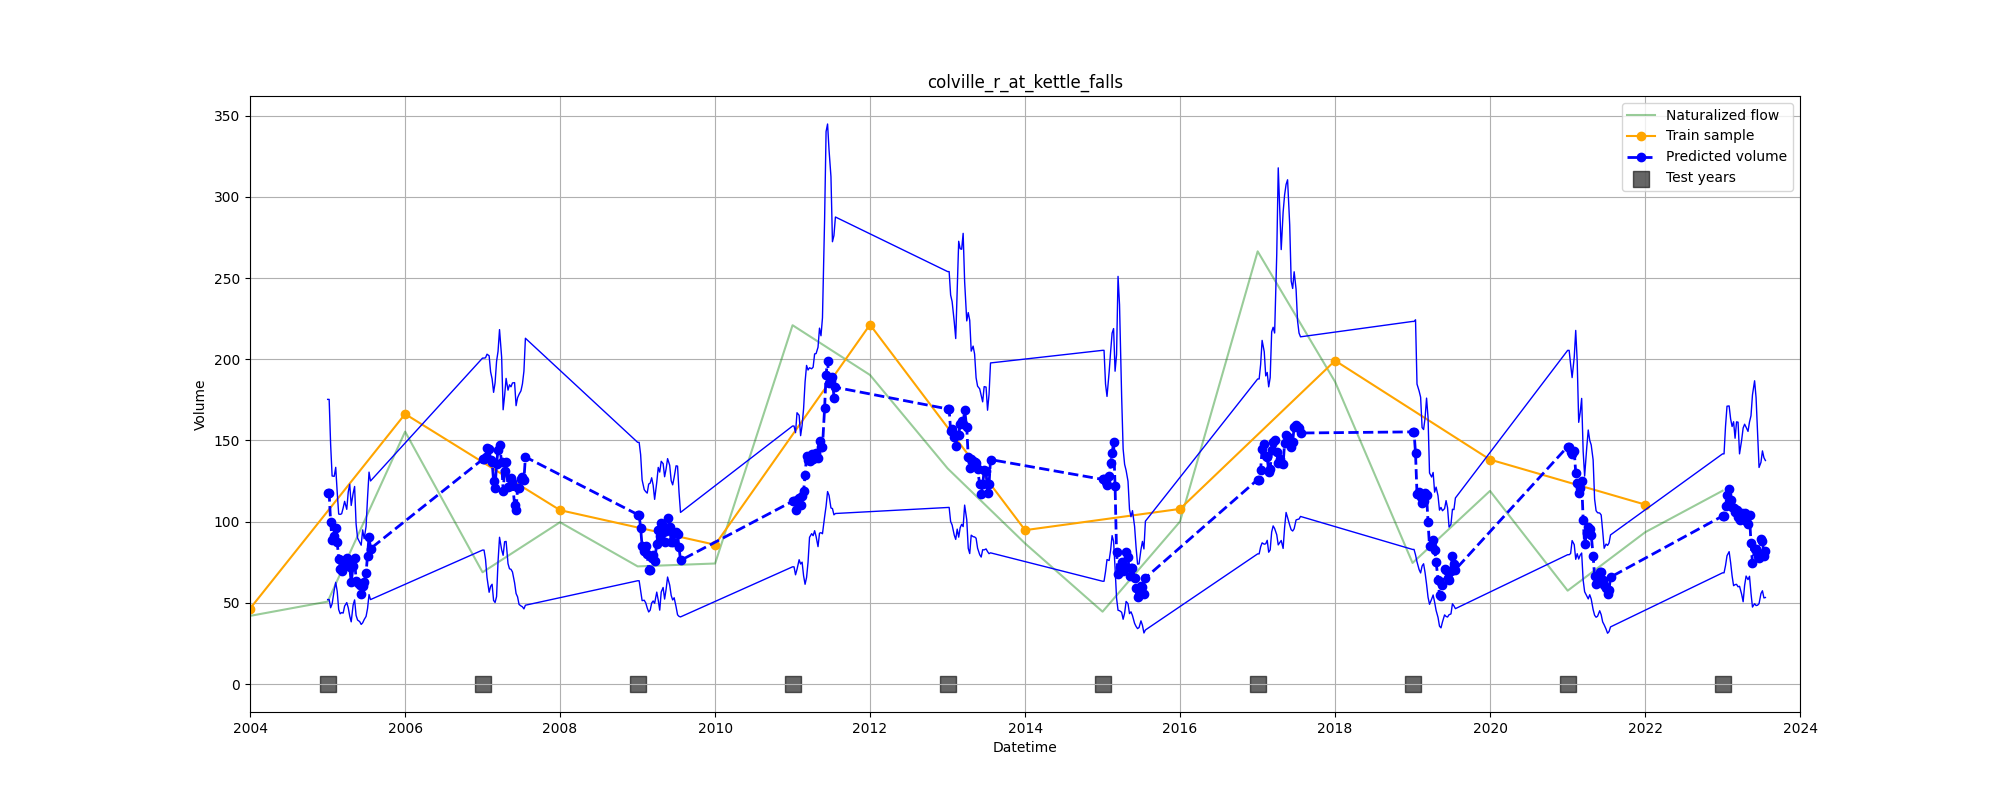 colville_r_at_kettle_falls
350
300
250
200
150
100
50
0
Volume
Naturalized flow
Train sample
Predicted volume
Test years
2004 2006 2008 2010 2012 2014 2016 2018 2020 2022 2024
Datetime